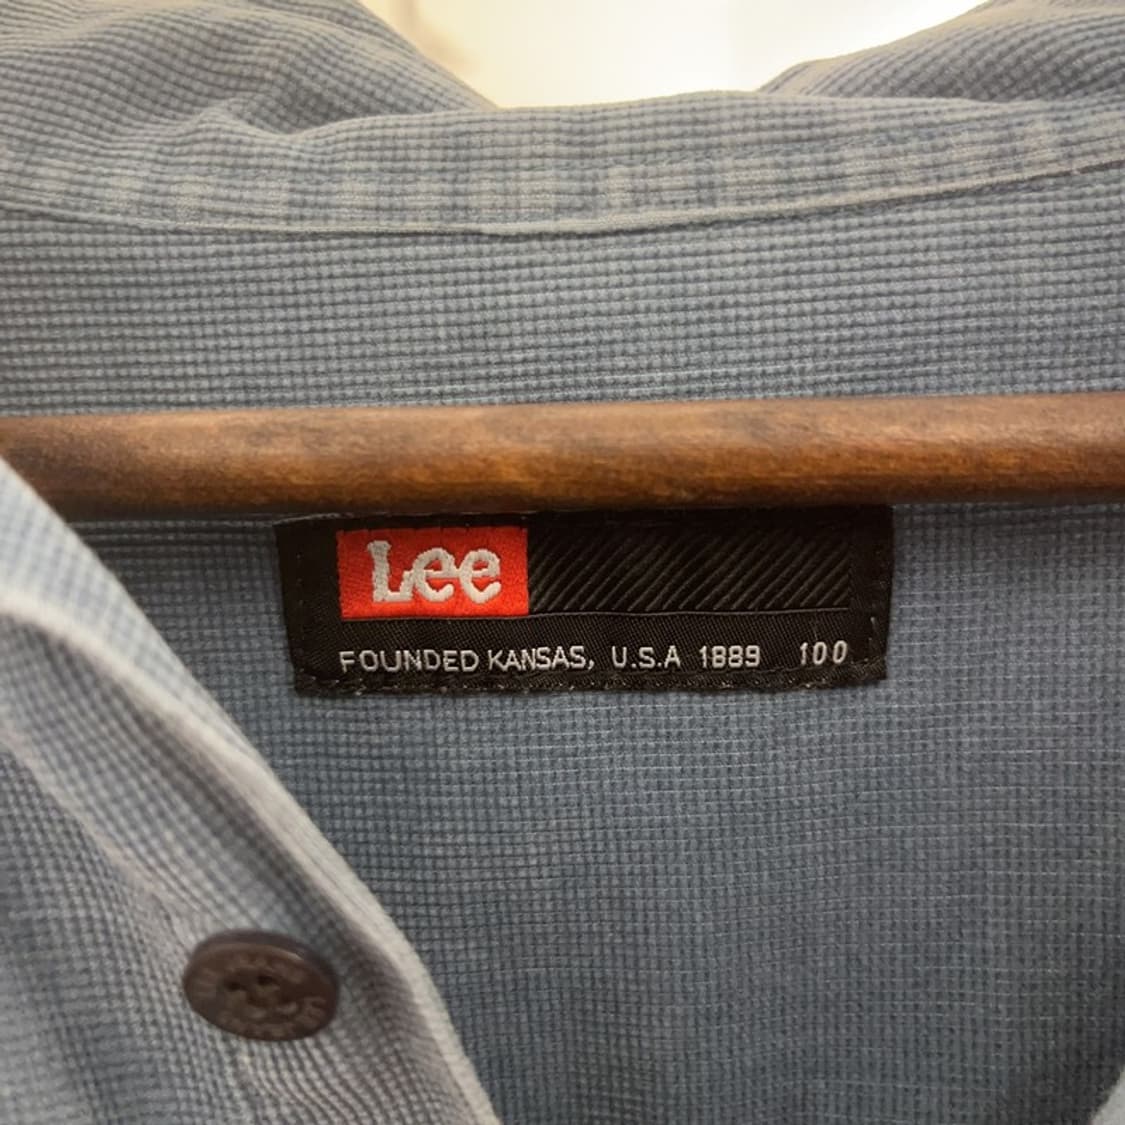 Lee
FOUNDED KANSAS, U.S.A 1889 100